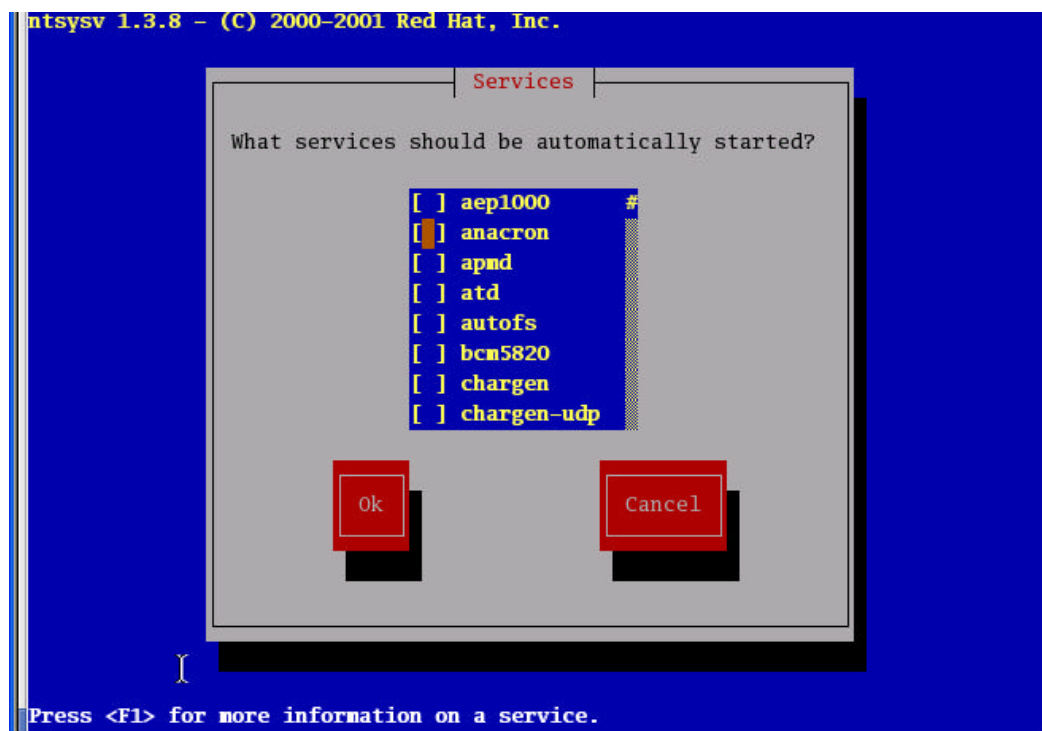 ntsysv 1.3.8 - (C) 2000-2001 Red Hat, Inc.
Services
What services should be automatically started?
[ ] aep1000 #
[ ] anacron
[ ] apmd
[ ] atd
[ ] autofs
[ ] bcm5820
[ ] chargen
[ ] chargen-udp
Ok Cancel
Press <F1> for more information on a service.